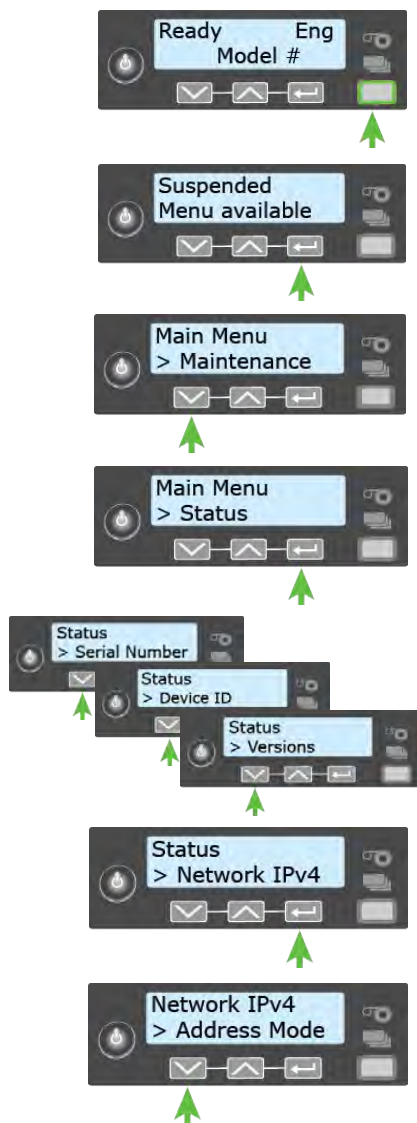 Ready Eng
Model #
Suspended
Menu available
Main Menu
> Maintenance
Main Menu
> Status
Status
> Serial Number
Status
> Device ID
Status
> Versions
Status
> Network IPv4
Network IPv4
> Address Mode